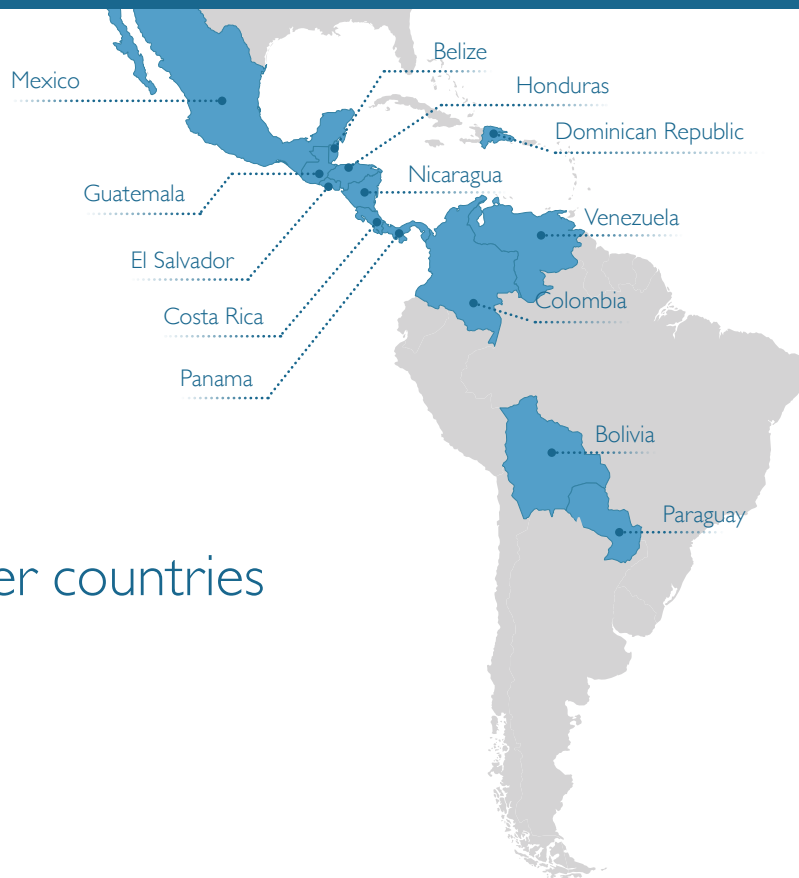 Belize
Mexico
Honduras
Dominican Republic
Nicaragua
Guatemala
Venezuela
El Salvador
Colombia
Costa Rica
Panama
Bolivia
Paraguay
er countries